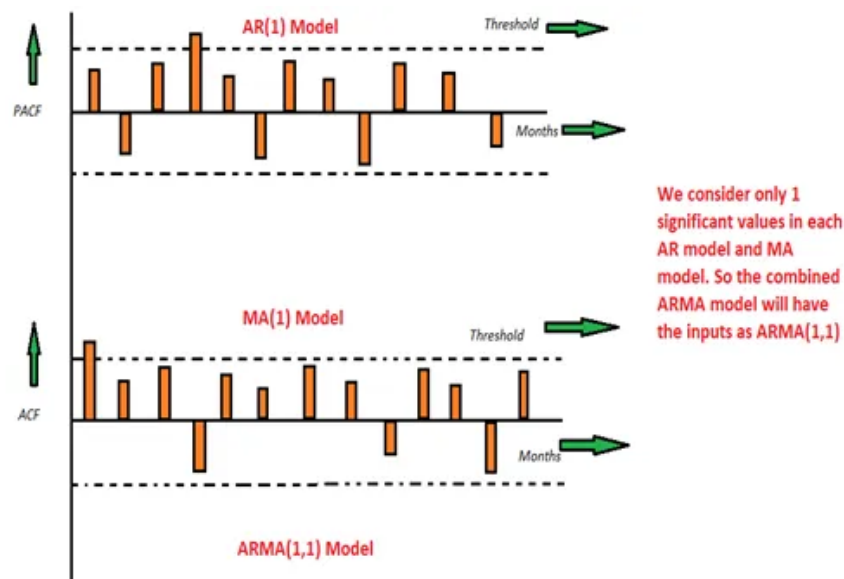 AR(1) Model
Threshold
PACF
Months
We consider only 1
significant values in each
AR model and MA
model. So the combined
ARMA model will have
the inputs as ARMA(1,1)
MA(1) Model
Threshold
ACF
Months
ARMA(1,1) Model